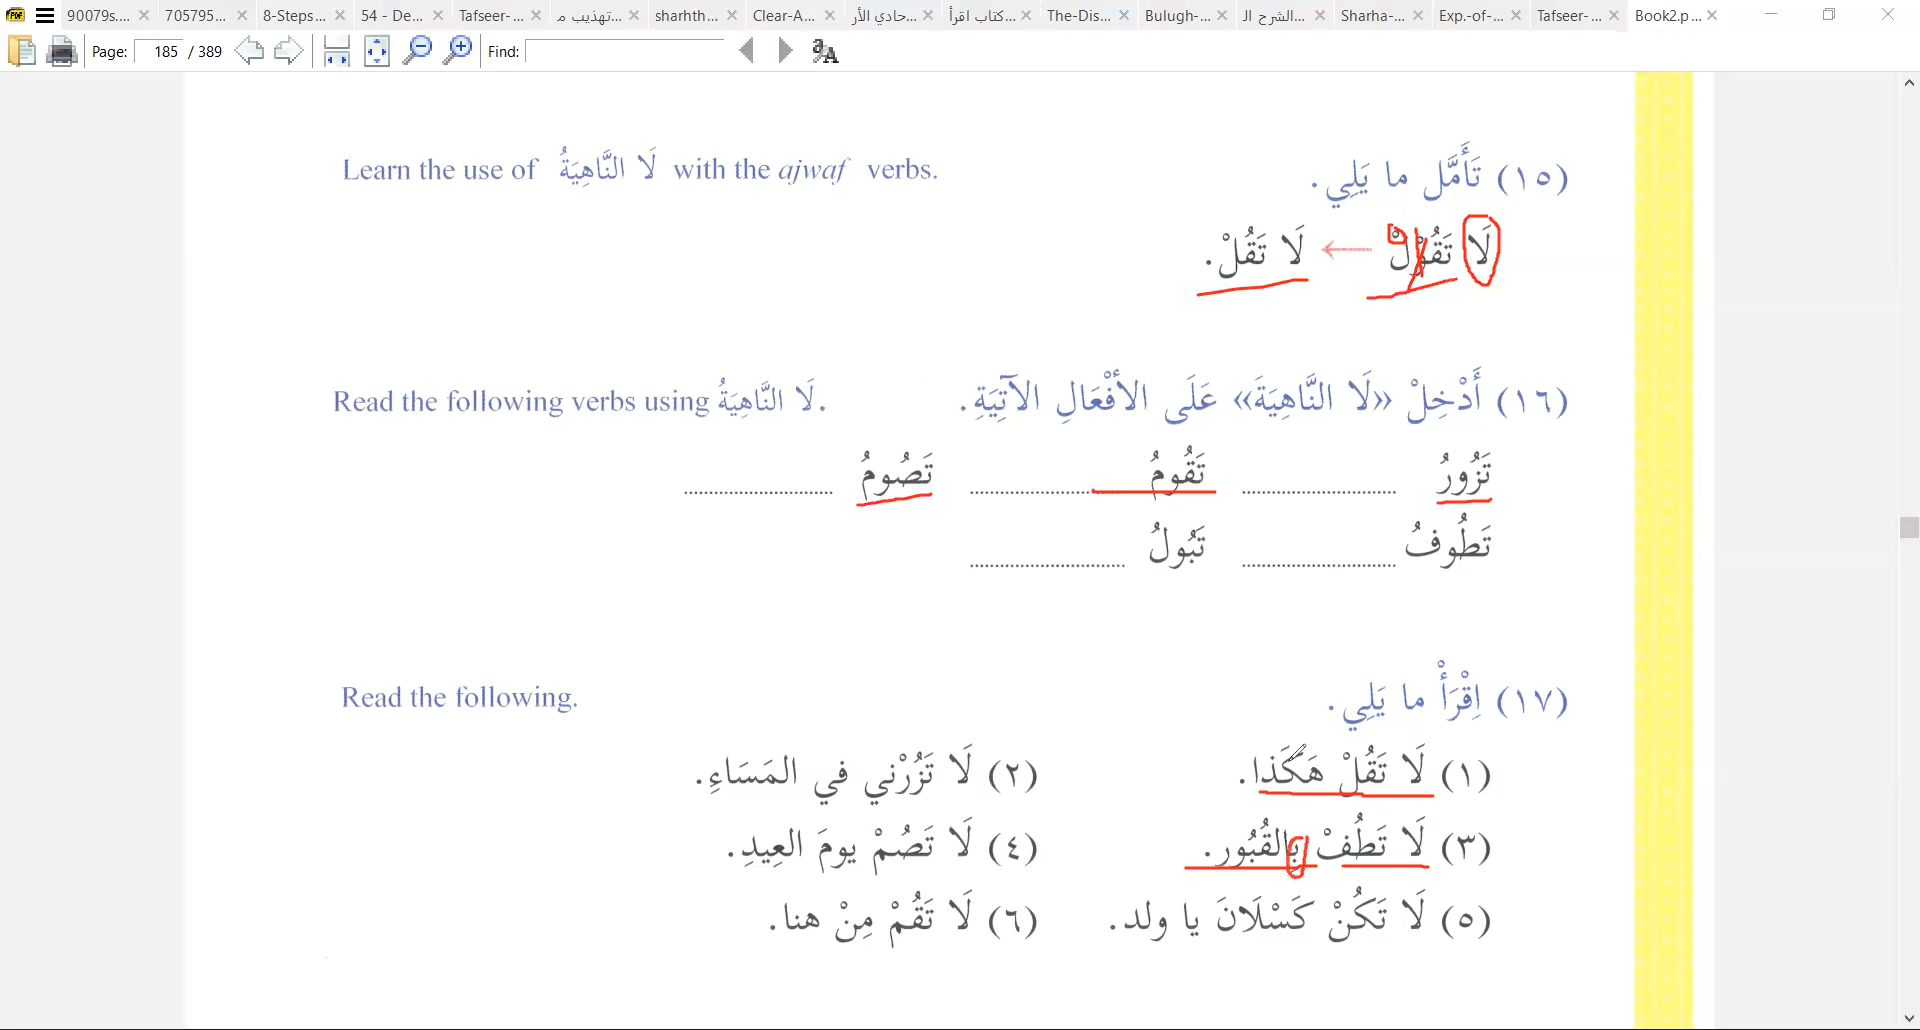 90079s... 705795... 8-Steps... 54 - De... Tafseer-... تهذيب م... sharhth... Clear-A... حادي الأر... كتاب اقرأ... The-Dis... Bulugh-... الشرح ال... Sharha-... Exp.-of-... Tafseer-... Book2.p...
Page: 185 / 389 Find:
Learn the use of لَا النَّاهِيَةُ with the ajwaf verbs. (١٥) تَأَمَّل ما يَلِي.
لَا تَقُوْلْ ← لَا تَقُلْ.
Read the following verbs using لَا النَّاهِيَةُ. (١٦) أَدْخِلْ «لَا النَّاهِيَةَ» عَلَى الأَفْعَالِ الآتِيَةِ.
تَزُورُ .......................... تَقُومُ .......................... تَصُومُ ..........................
تَطُوفُ .......................... تَبُولُ ..........................
Read the following. (١٧) اِقْرَأْ ما يَلِي.
(١) لَا تَقُلْ هَكَذا. (٢) لَا تَزُرْني في المَسَاءِ.
(٣) لَا تَطُفْ بِالقُبُور. (٤) لَا تَصُمْ يومَ العِيدِ.
(٥) لَا تَكُنْ كَسْلَانَ يا ولد. (٦) لَا تَقُمْ مِنْ هنا.